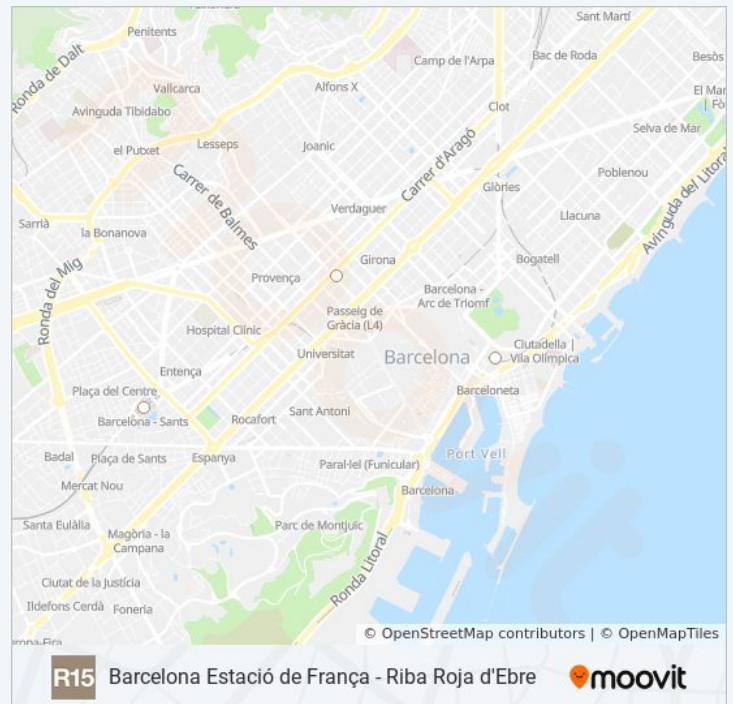 Sant Martí
Penitents
Ronda de Dalt
Camp de l'Arpa
Bac de Roda
Besòs
Vallcarca
Alfons X
El Mar
| Fò
Avinguda Tibidabo
Clot
Selva de Mar
el Putxet
Lesseps
Joanic
Carrer d'Aragó
Poblenou
Carrer de Balmes
Glòries
Avinguda del Litoral
Verdaguer
Llacuna
Sarrià
la Bonanova
Girona
Bogatell
Ronda del Mig
Provença
Barcelona -
Arc de Triomf
Passeig de
Gràcia (L4)
Hospital Clínic
Universitat
Barcelona
Ciutadella |
Vila Olímpica
Entença
Plaça del Centre
Barceloneta
Barcelona - Sants
Rocafort
Sant Antoni
Badal
Plaça de Sants
Espanya
Paral·lel (Funicular)
Port Vell
Mercat Nou
Barcelona
Santa Eulàlia
Magòria - la
Campana
Parc de Montjuïc
Ronda Litoral
Ciutat de la Justícia
Ildefons Cerdà
Foneria
© OpenStreetMap contributors | © OpenMapTiles
R15
Barcelona Estació de França - Riba Roja d'Ebre
moovit